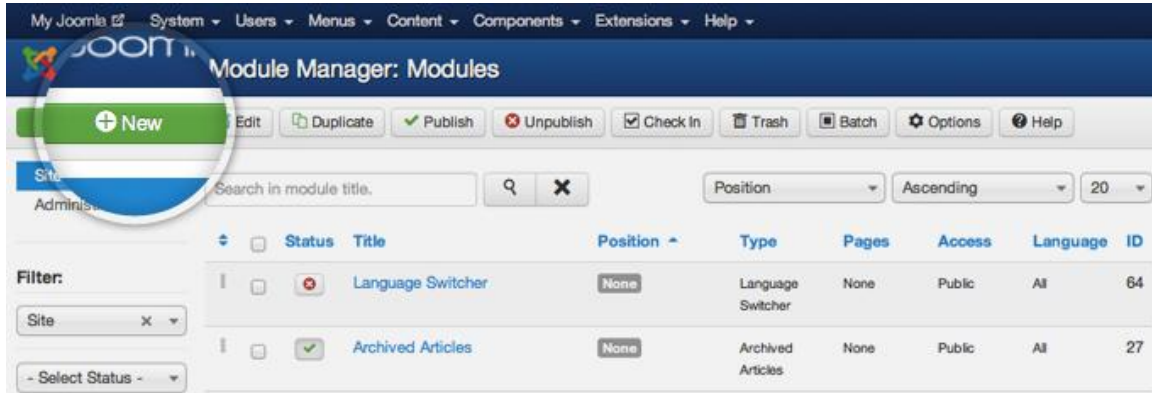 My Joomla System Users Menus Content Components Extensions Help
Module Manager: Modules
New Edit Duplicate Publish Unpublish Check In Trash Batch Options Help
Site
Search in module title. Position Ascending 20
Status Title Position Type Pages Access Language ID
Filter:
Language Switcher None Language Switcher None Public All 64
Site
Archived Articles None Archived Articles None Public All 27
- Select Status -